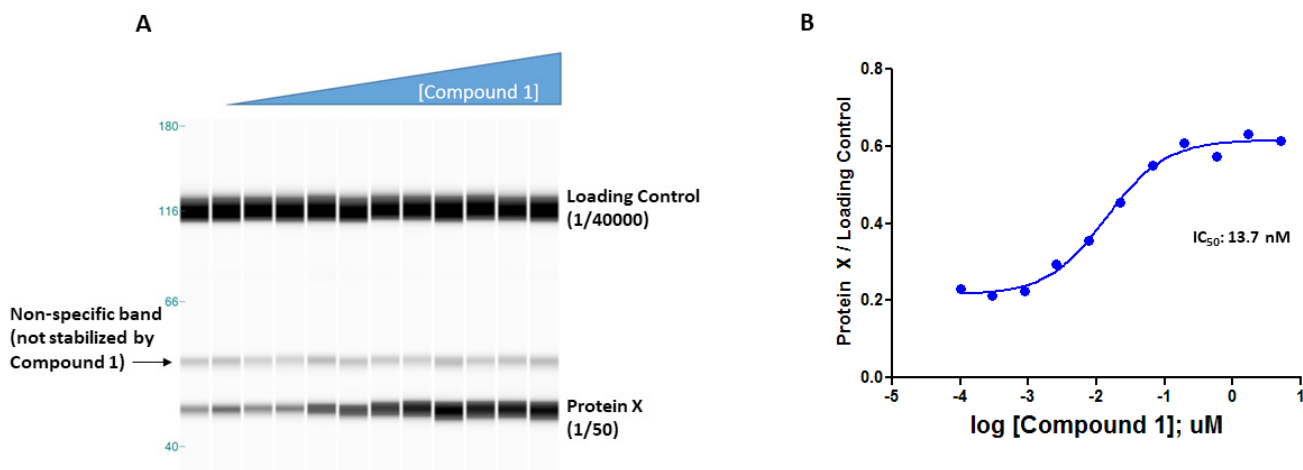 A
[Compound 1]
180-
116-
66-
40-
Loading Control
(1/40000)
Non-specific band
(not stabilized by
Compound 1)
Protein X
(1/50)
B
Protein X / Loading Control
0.8
0.6
0.4
0.2
0.0
IC₅₀: 13.7 nM
-5 -4 -3 -2 -1 0 1
log [Compound 1]; uM